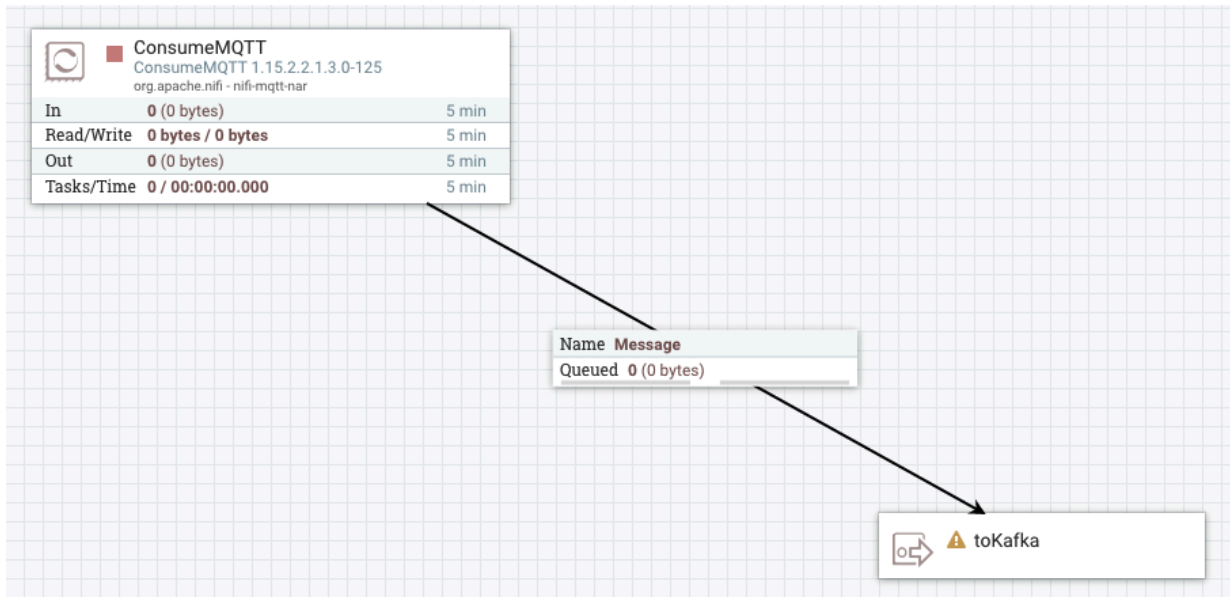 ConsumeMQTT
ConsumeMQTT 1.15.2.2.1.3.0-125
org.apache.nifi - nifi-mqtt-nar
In 0 (0 bytes) 5 min
Read/Write 0 bytes / 0 bytes 5 min
Out 0 (0 bytes) 5 min
Tasks/Time 0 / 00:00:00.000 5 min
Name Message
Queued 0 (0 bytes)
toKafka